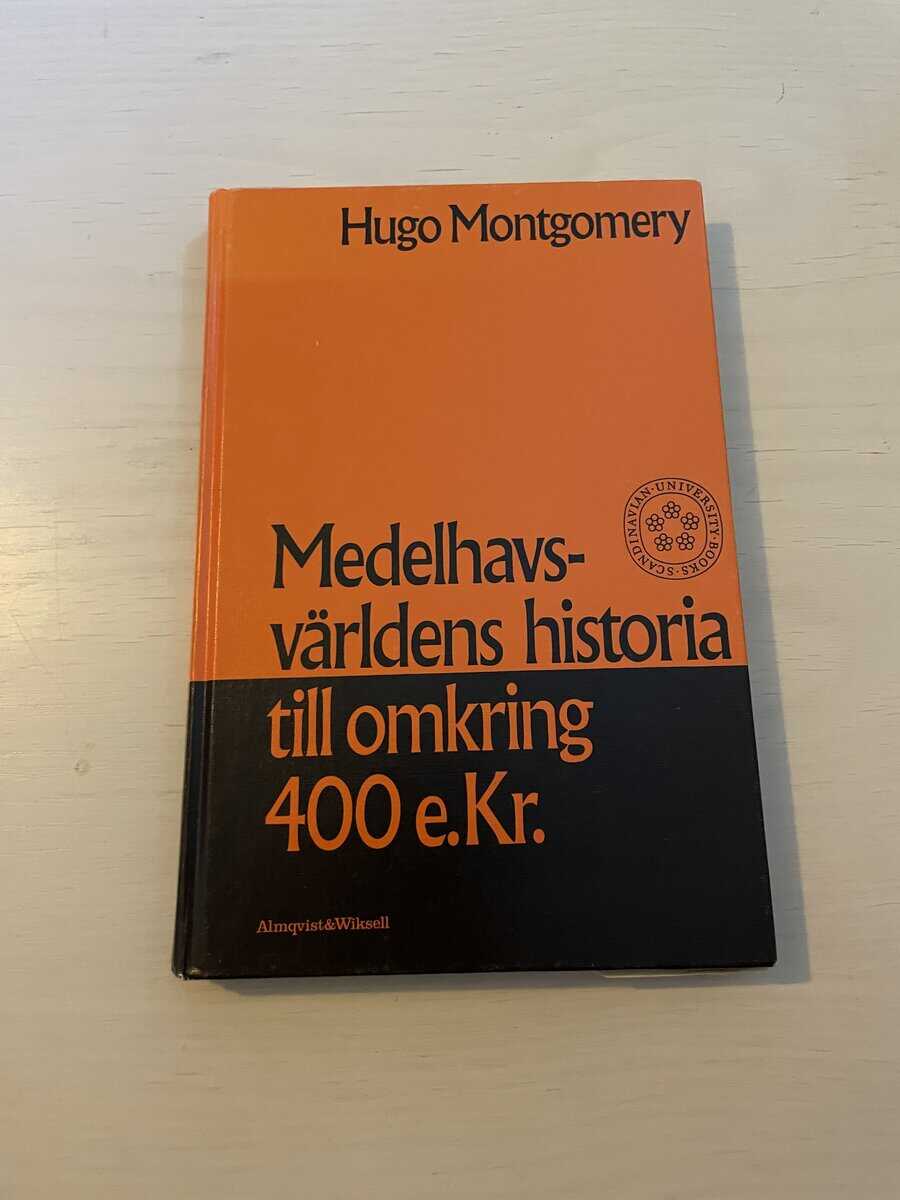 Hugo Montgomery
Medelhavs-
världens historia
till omkring
400 e.Kr.
SCANDINAVIAN·UNIVERSITY·BOOKS·
Almqvist&Wiksell